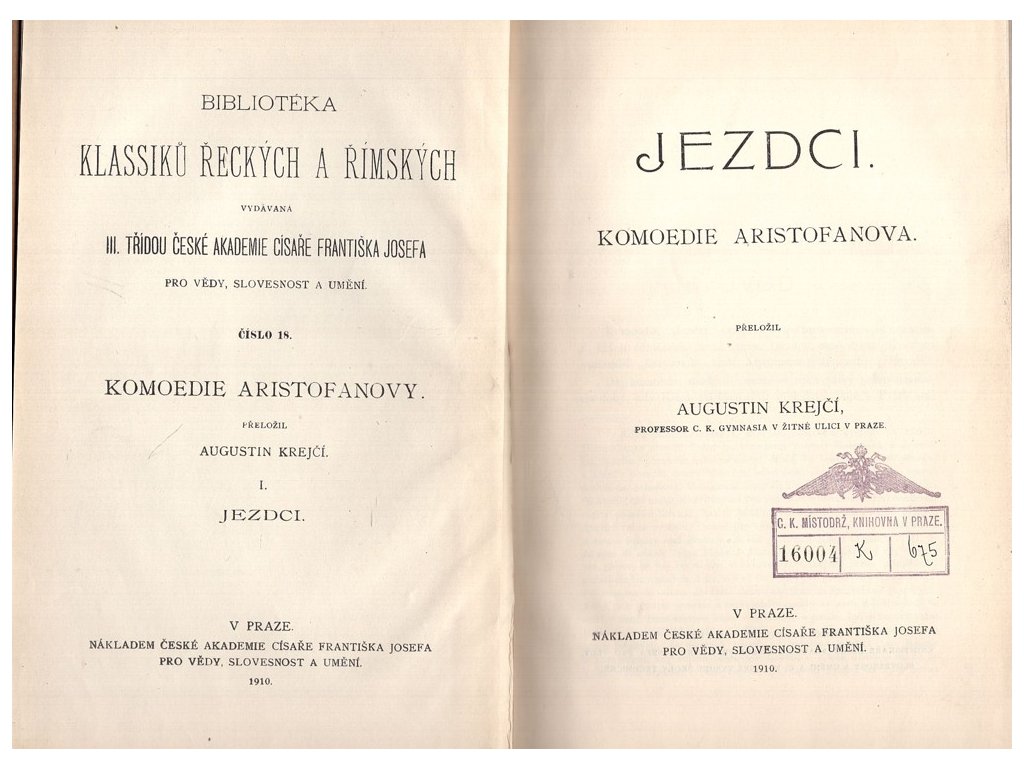 BIBLIOTÉKA
KLASSIKŮ ŘECKÝCH A ŘÍMSKÝCH
VYDÁVANÁ
III. TŘÍDOU ČESKÉ AKADEMIE CÍSAŘE FRANTIŠKA JOSEFA
PRO VĚDY, SLOVESNOST A UMĚNÍ.
ČÍSLO 18.
KOMOEDIE ARISTOFANOVY.
PŘELOŽIL
AUGUSTIN KREJČÍ.
I.
JEZDCI.
V PRAZE.
NÁKLADEM ČESKÉ AKADEMIE CÍSAŘE FRANTIŠKA JOSEFA
PRO VĚDY, SLOVESNOST A UMĚNÍ.
1910.
JEZDCI.
KOMOEDIE ARISTOFANOVA.
PŘELOŽIL
AUGUSTIN KREJČÍ,
PROFESSOR C. K. GYMNASIA V ŽITNÉ ULICI V PRAZE.
C. K. MÍSTODRŽ. KNIHOVNA V PRAZE.
16004 K 675
V PRAZE.
NÁKLADEM ČESKÉ AKADEMIE CÍSAŘE FRANTIŠKA JOSEFA
PRO VĚDY, SLOVESNOST A UMĚNÍ.
1910.